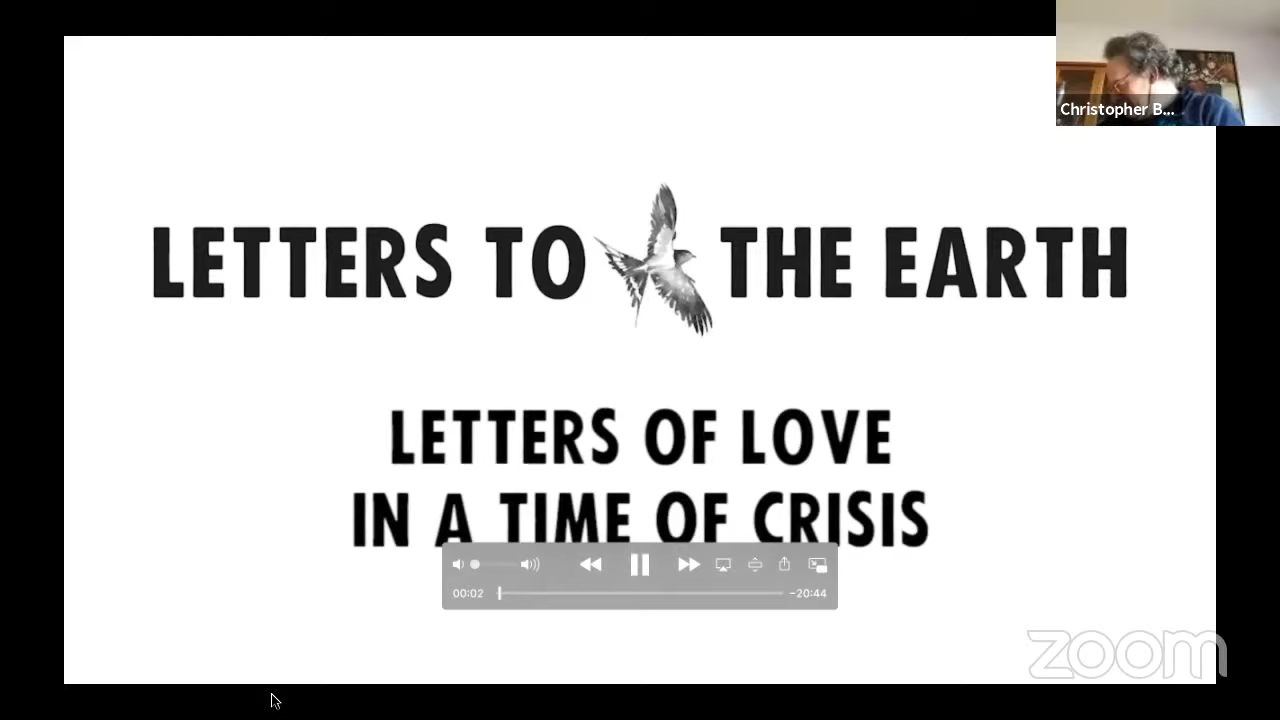 Christopher B...
LETTERS TO THE EARTH
LETTERS OF LOVE
IN A TIME OF CRISIS
00:02
-20:44
zoom